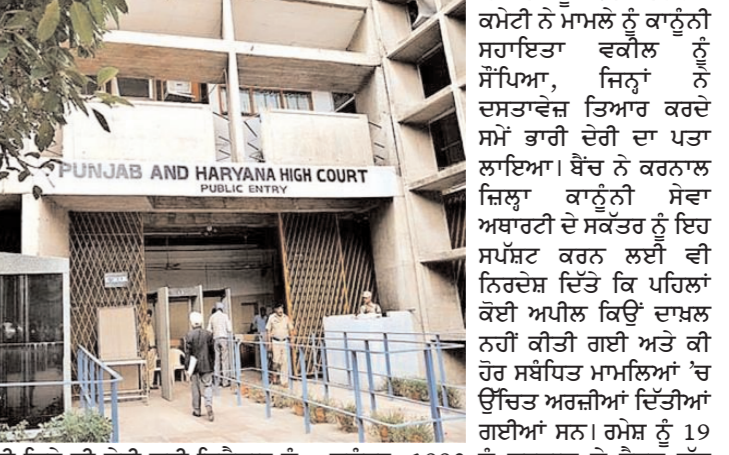 PUNJAB AND HARYANA HIGH COURT
PUBLIC ENTRY
ਕਮੇਟੀ ਨੇ ਮਾਮਲੇ ਨੂੰ ਕਾਨੂੰਨੀ
ਸਹਾਇਤਾ ਵਕੀਲ ਨੂੰ
ਸੌਂਪਿਆ, ਜਿਨ੍ਹਾਂ ਨੇ
ਦਸਤਾਵੇਜ਼ ਤਿਆਰ ਕਰਦੇ
ਸਮੇਂ ਭਾਰੀ ਦੇਰੀ ਦਾ ਪਤਾ
ਲਾਇਆ। ਬੈਂਚ ਨੇ ਕਰਨਾਲ
ਜ਼ਿਲ੍ਹਾ ਕਾਨੂੰਨੀ ਸੇਵਾ
ਅਥਾਰਟੀ ਦੇ ਸਕੱਤਰ ਨੂੰ ਇਹ
ਸਪੱਸ਼ਟ ਕਰਨ ਲਈ ਵੀ
ਨਿਰਦੇਸ਼ ਦਿੱਤੇ ਕਿ ਪਹਿਲਾਂ
ਕੋਈ ਅਪੀਲ ਕਿਉਂ ਦਾਖ਼ਲ
ਨਹੀਂ ਕੀਤੀ ਗਈ ਅਤੇ ਕੀ
ਹੋਰ ਸਬੰਧਿਤ ਮਾਮਲਿਆਂ ’ਚ
ਉੱਚਿਤ ਅਰਜ਼ੀਆਂ ਦਿੱਤੀਆਂ
ਗਈਆਂ ਸਨ। ਰਮੇਸ਼ ਨੂੰ 19